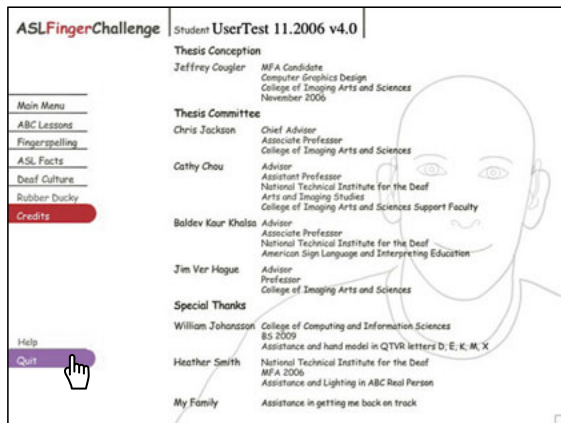 ASLFingerChallenge Student UserTest 11.2006 v4.0
Main Menu
ABC Lessons
Fingerspelling
ASL Facts
Deaf Culture
Rubber Ducky
Credits
Help
Quit
Thesis Conception
Jeffrey Cougler MFA Candidate
Computer Graphics Design
College of Imaging Arts and Sciences
November 2006
Thesis Committee
Chris Jackson Chief Advisor
Associate Professor
College of Imaging Arts and Sciences
Cathy Chou Advisor
Assistant Professor
National Technical Institute for the Deaf
Arts and Imaging Studies
College of Imaging Arts and Sciences Support Faculty
Baldev Kaur Khalsa Advisor
Associate Professor
National Technical Institute for the Deaf
American Sign Language and Interpreting Education
Jim Ver Hague Advisor
Professor
College of Imaging Arts and Sciences
Special Thanks
William Johansson College of Computing and Information Sciences
BS 2009
Assistance and hand model in QTVR letters D, E, K, M, X
Heather Smith National Technical Institute for the Deaf
MFA 2006
Assistance and Lighting in ABC Real Person
My Family Assistance in getting me back on track